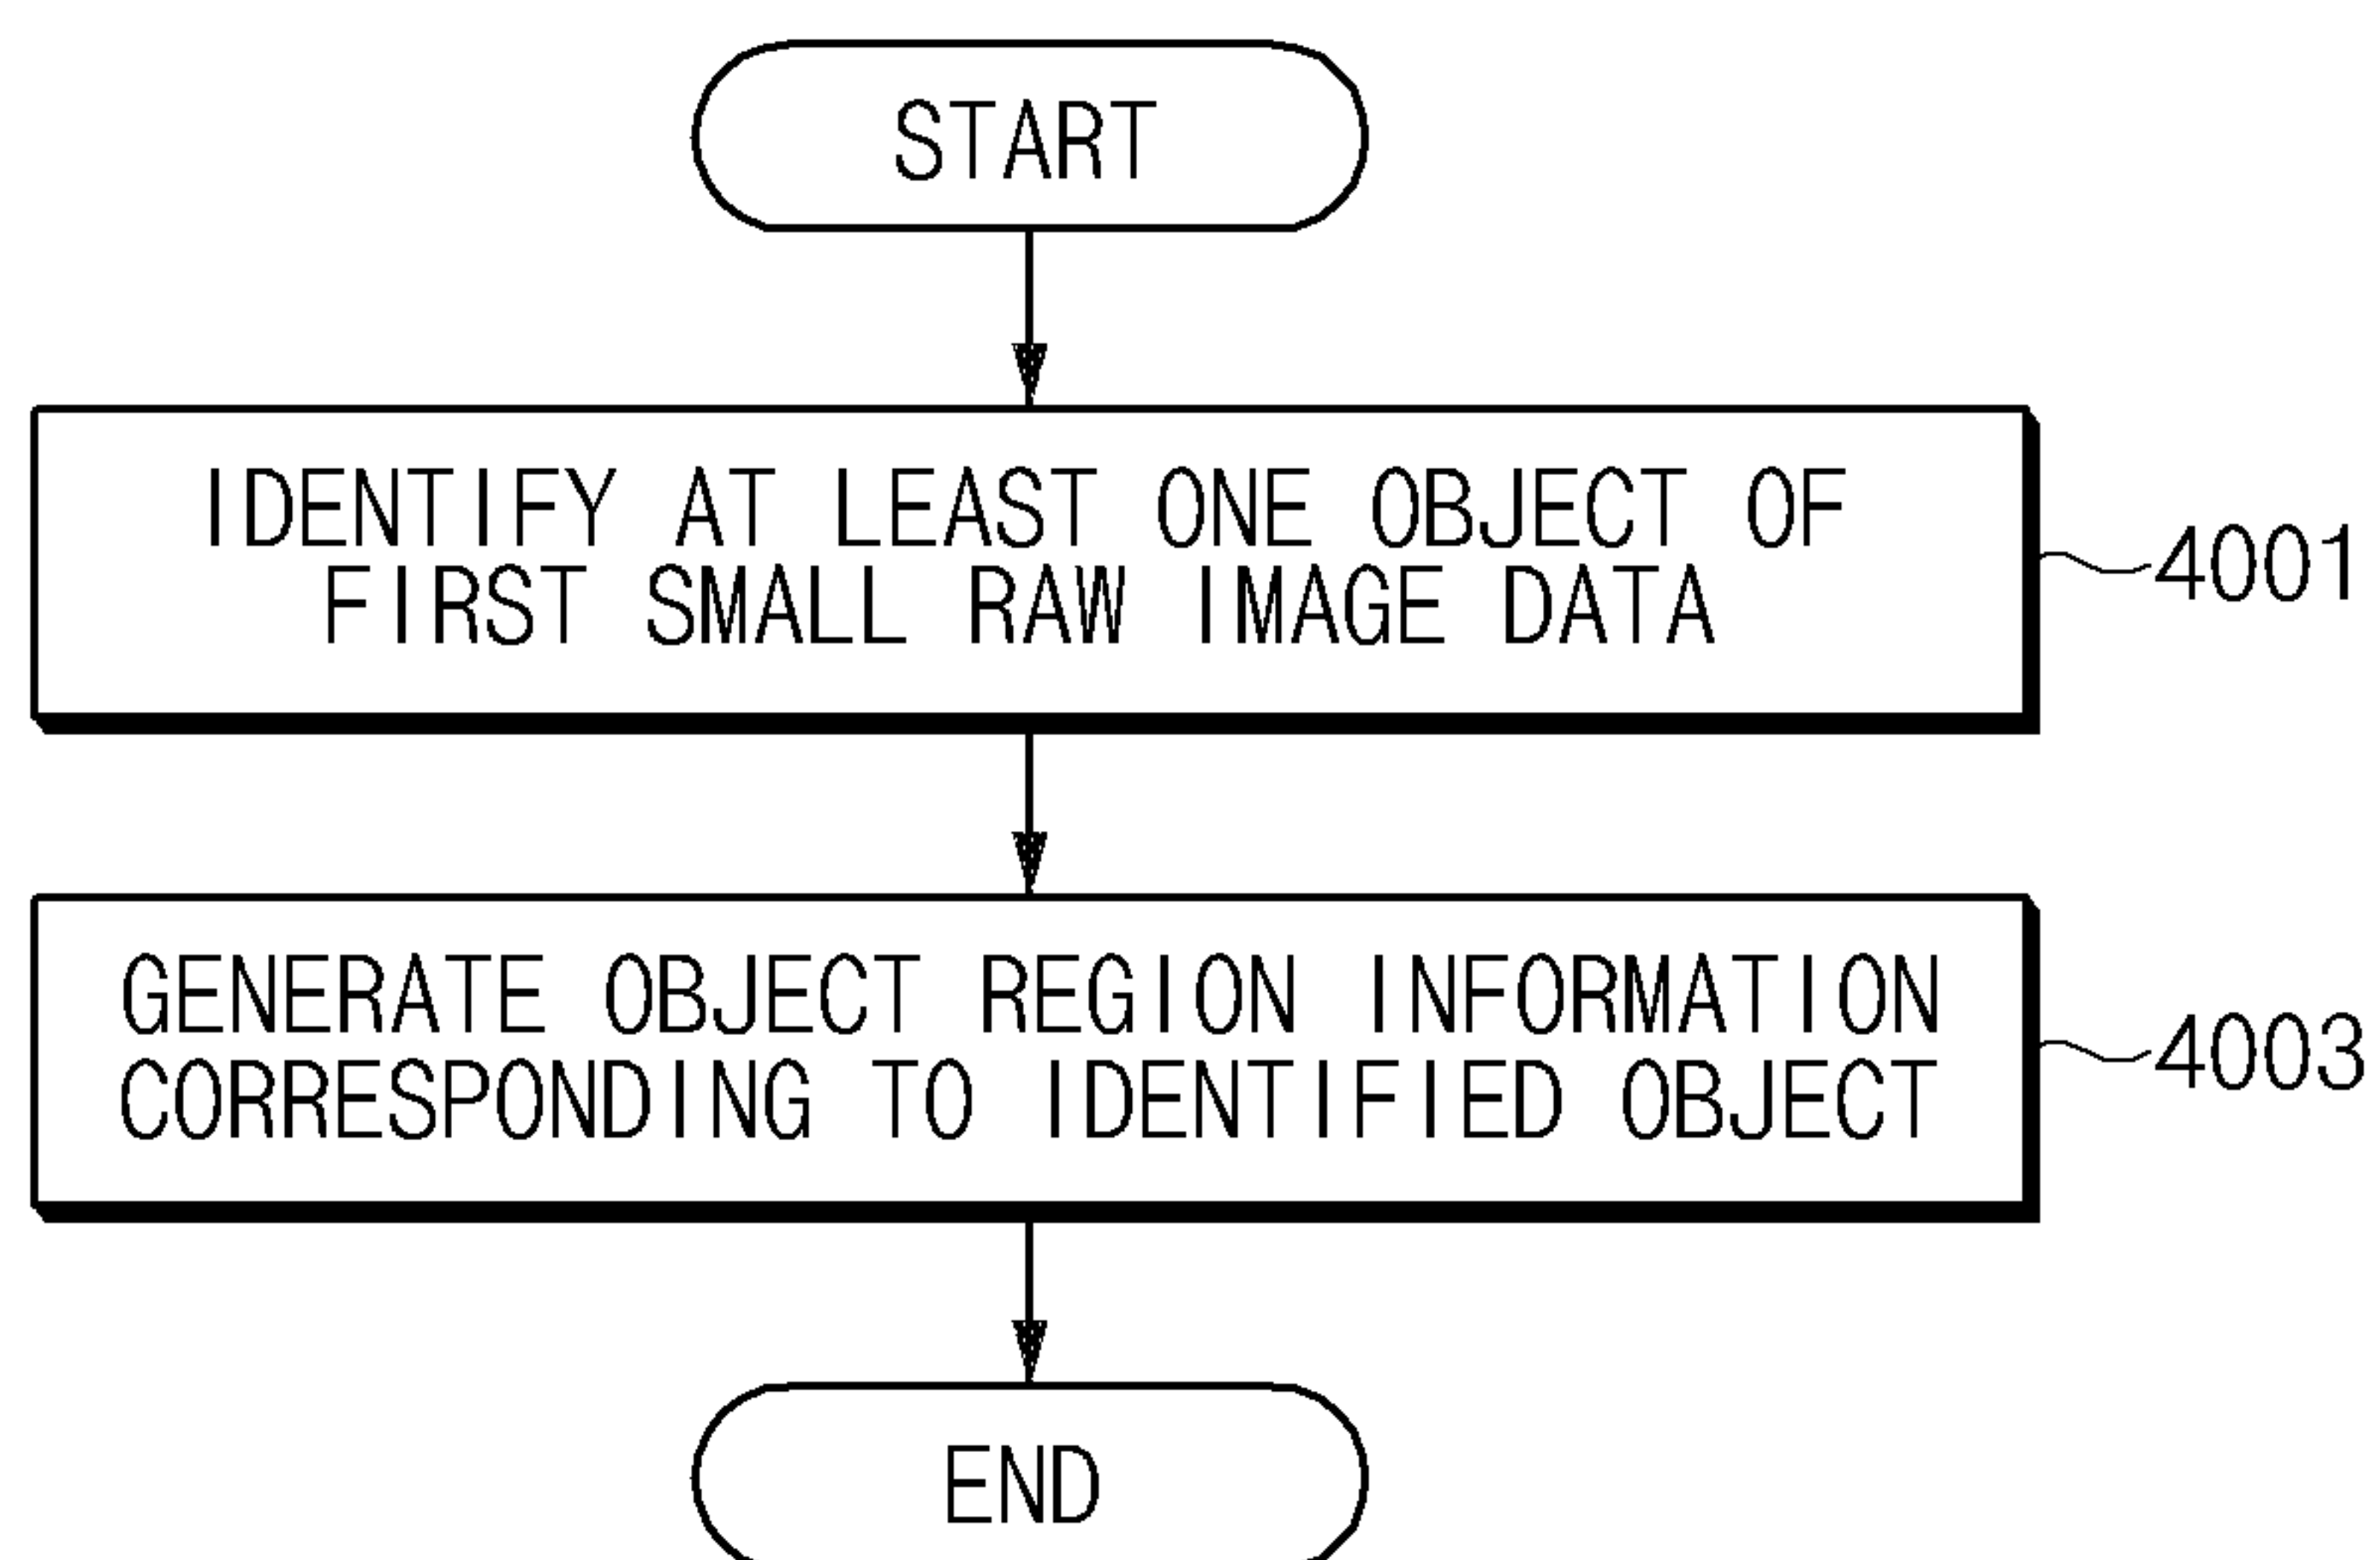 START
IDENTIFY AT LEAST ONE OBJECT OF
FIRST SMALL RAW IMAGE DATA
4001
GENERATE OBJECT REGION INFORMATION
CORRESPONDING TO IDENTIFIED OBJECT
4003
END